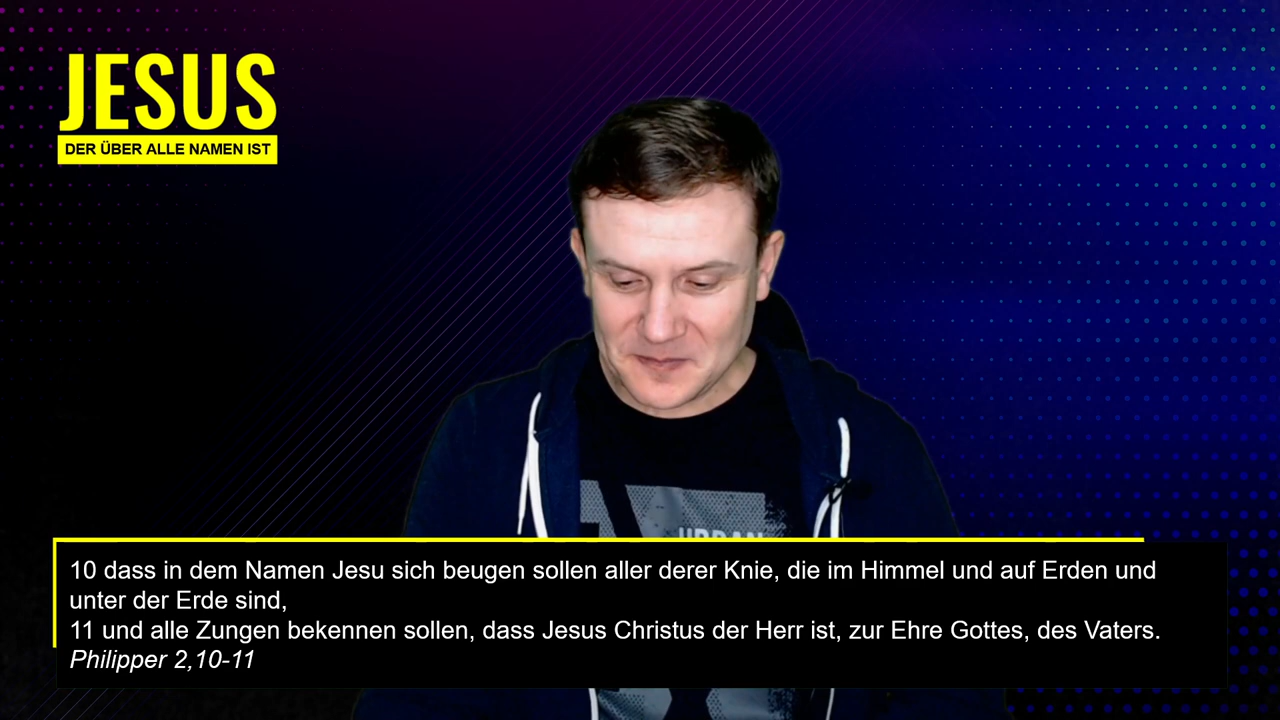 JESUS
DER ÜBER ALLE NAMEN IST
URBAN
10 dass in dem Namen Jesu sich beugen sollen aller derer Knie, die im Himmel und auf Erden und
unter der Erde sind,
11 und alle Zungen bekennen sollen, dass Jesus Christus der Herr ist, zur Ehre Gottes, des Vaters.
Philipper 2,10-11